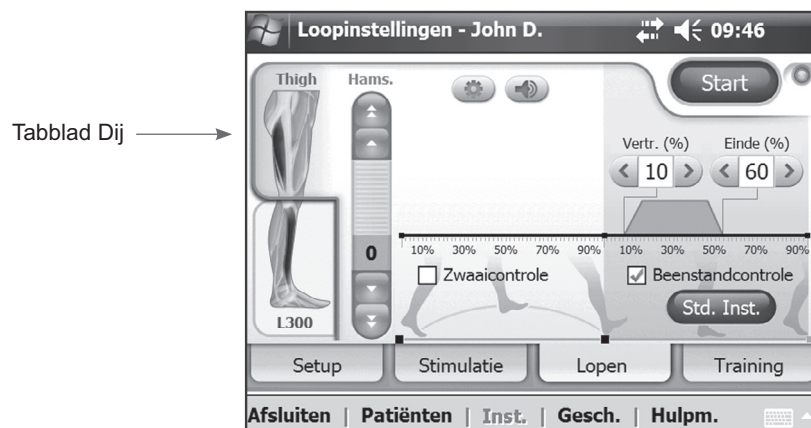 Loopinstellingen - John D. 09:46
Thigh Hams. Start
Tabblad Dij
Vertr. (%) Einde (%)
10 60
0
10% 30% 50% 70% 90% 10% 30% 50% 70% 90%
Zwaaicontrole Beenstandcontrole
Std. Inst.
L300
Setup Stimulatie Lopen Training
Afsluiten | Patiënten | Inst. | Gesch. | Hulpm.